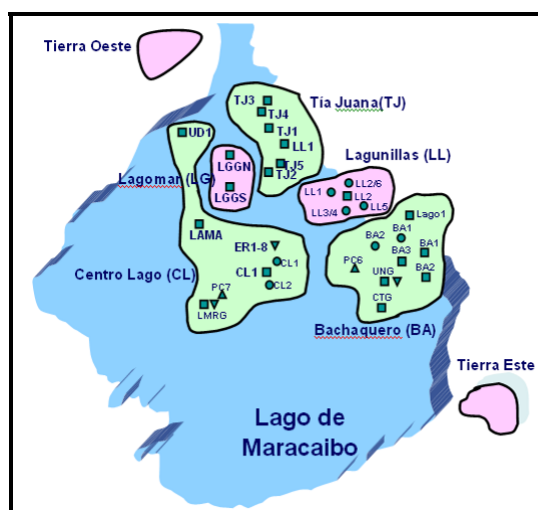 Tierra Oeste
Tía Juana(TJ)
TJ3
TJ4
TJ1
UD1
LL1
TJ5
TJ2
Lagunillas (LL)
LGGN
Lagomar (LG)
LGGS
LL2/6
LL1
LL2
LL3/4
LL5
Lago1
LAMA
ER1-8
BA2
BA1
BA1
BA3
Centro Lago (CL)
CL1
CL1
PC6
UNG
BA2
PC7
CL2
LMRG
CTG
Bachaquero (BA)
Tierra Este
Lago de
Maracaibo